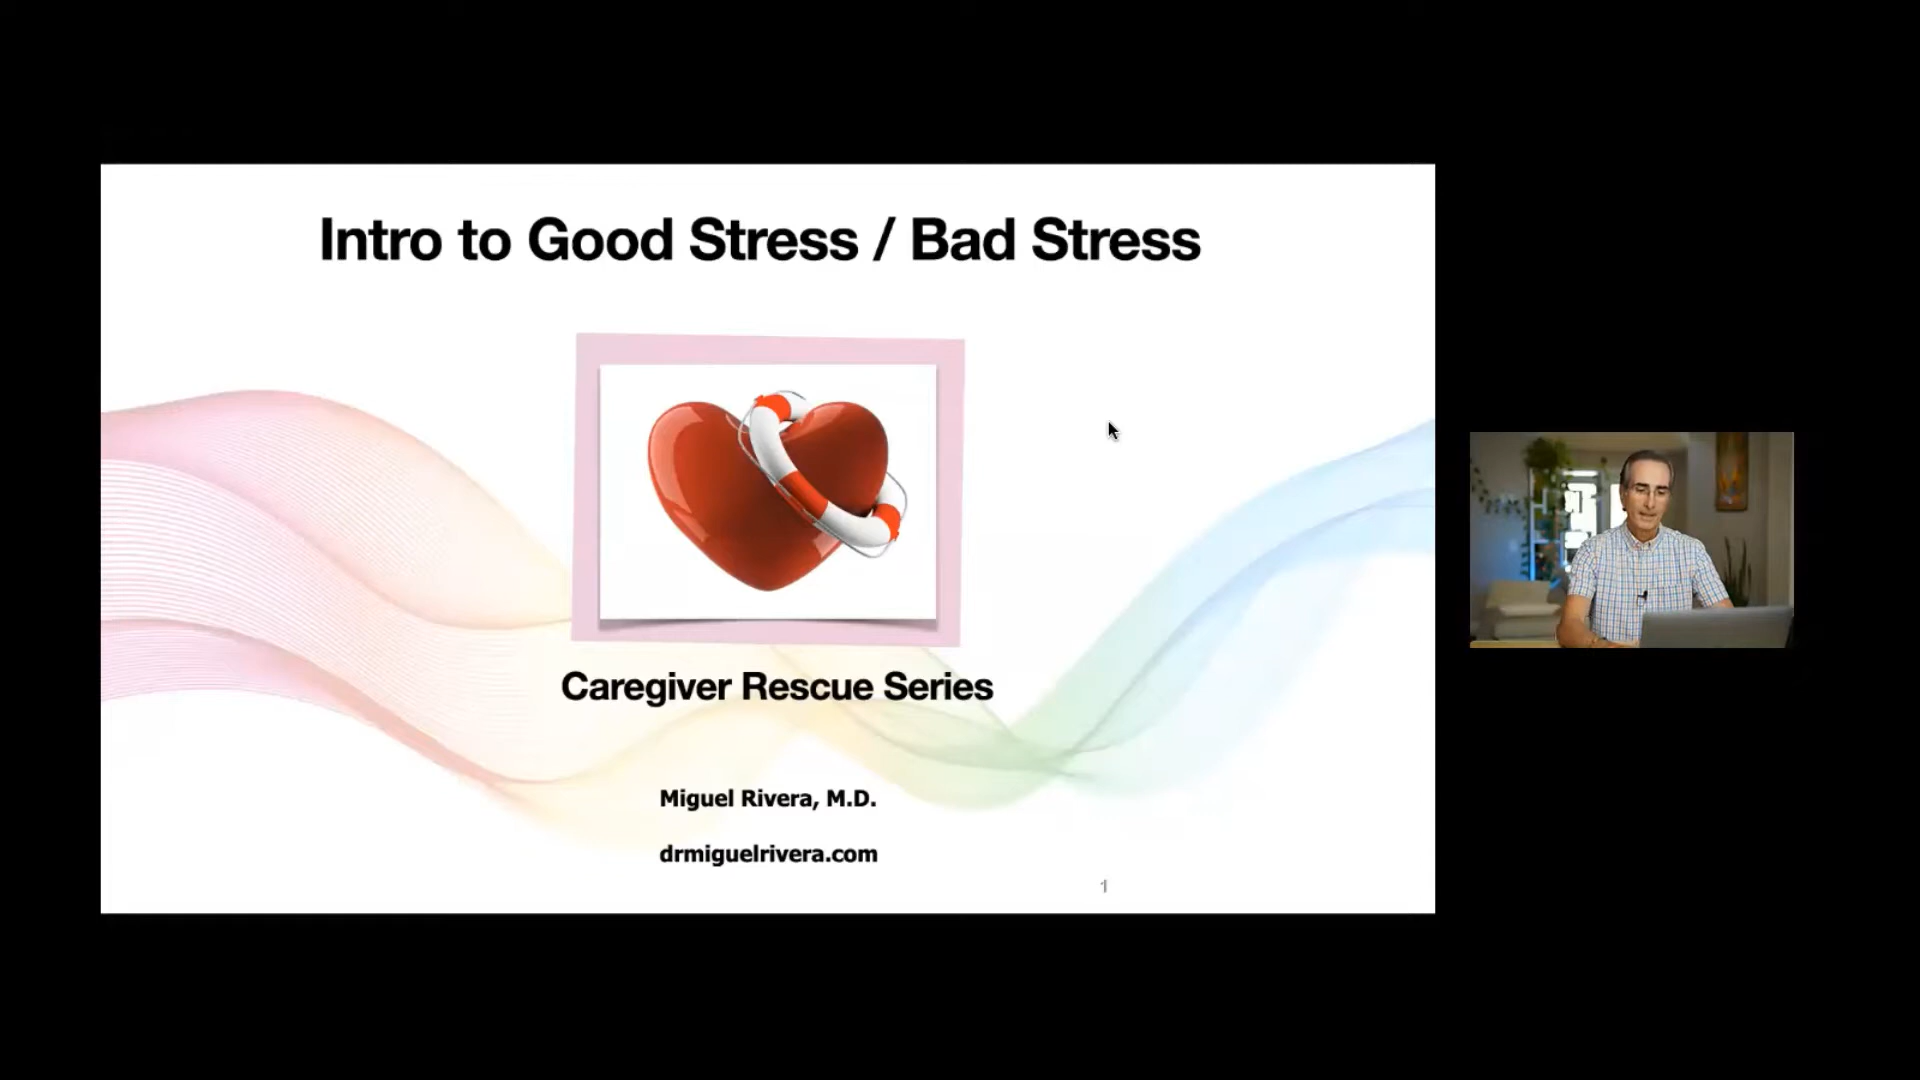 Intro to Good Stress / Bad Stress
Caregiver Rescue Series
Miguel Rivera, M.D.
drmiguelrivera.com
1